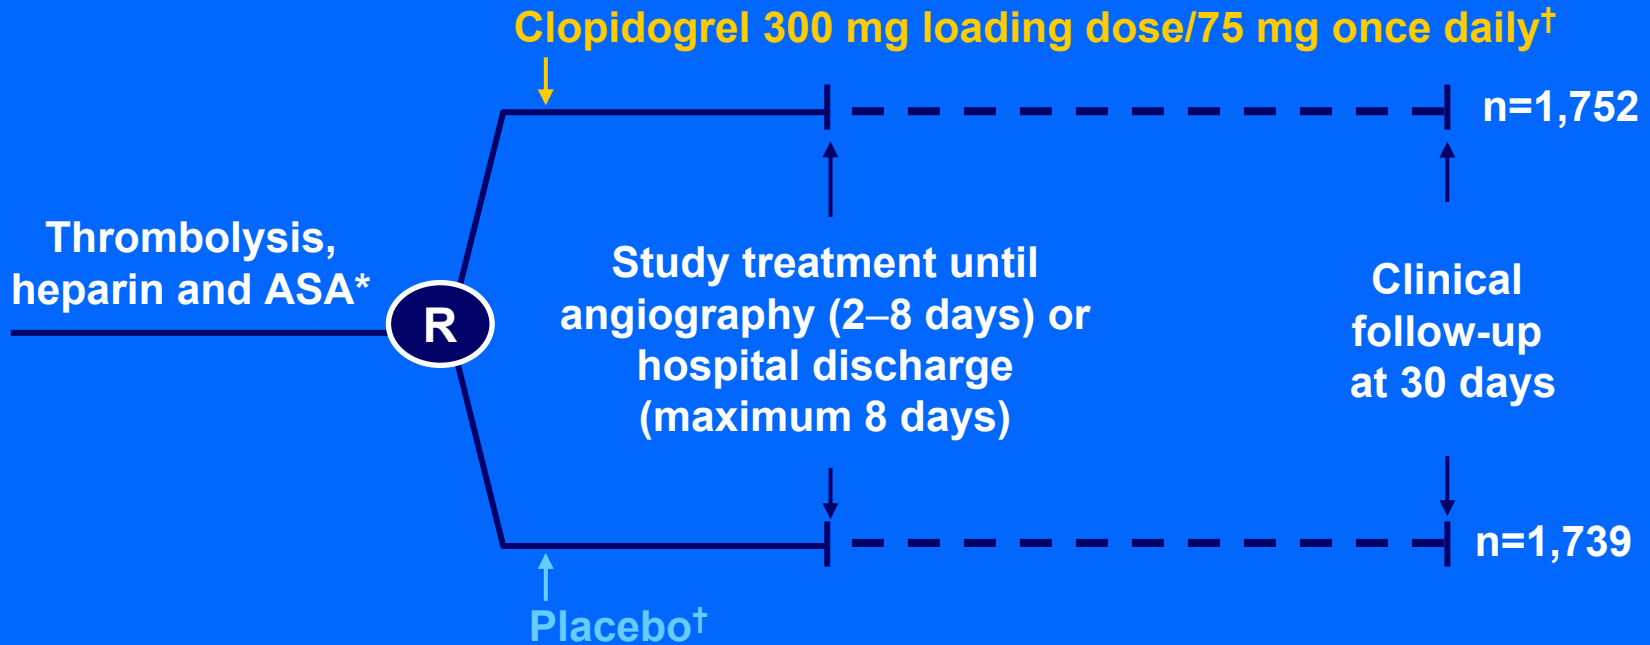 Clopidogrel 300 mg loading dose/75 mg once daily†
n=1,752
Thrombolysis,
heparin and ASA*
R
Study treatment until
angiography (2–8 days) or
hospital discharge
(maximum 8 days)
Clinical
follow-up
at 30 days
n=1,739
Placebo†